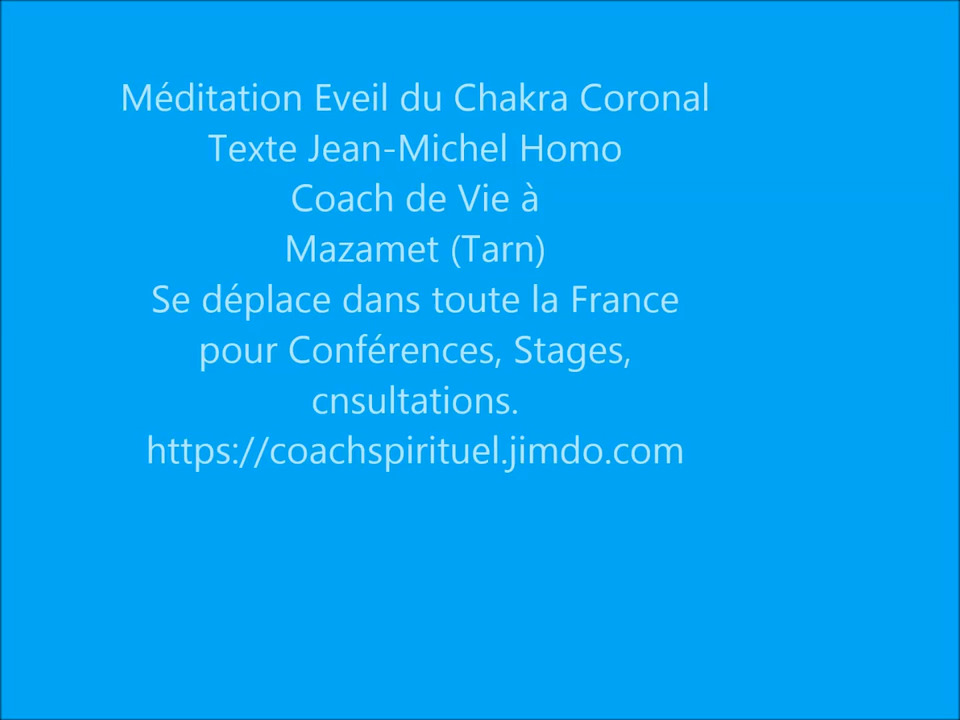 Méditation Eveil du Chakra Coronal
Texte Jean-Michel Homo
Coach de Vie à
Mazamet (Tarn)
Se déplace dans toute la France
pour Conférences, Stages,
cnsultations.
https://coachspirituel.jimdo.com